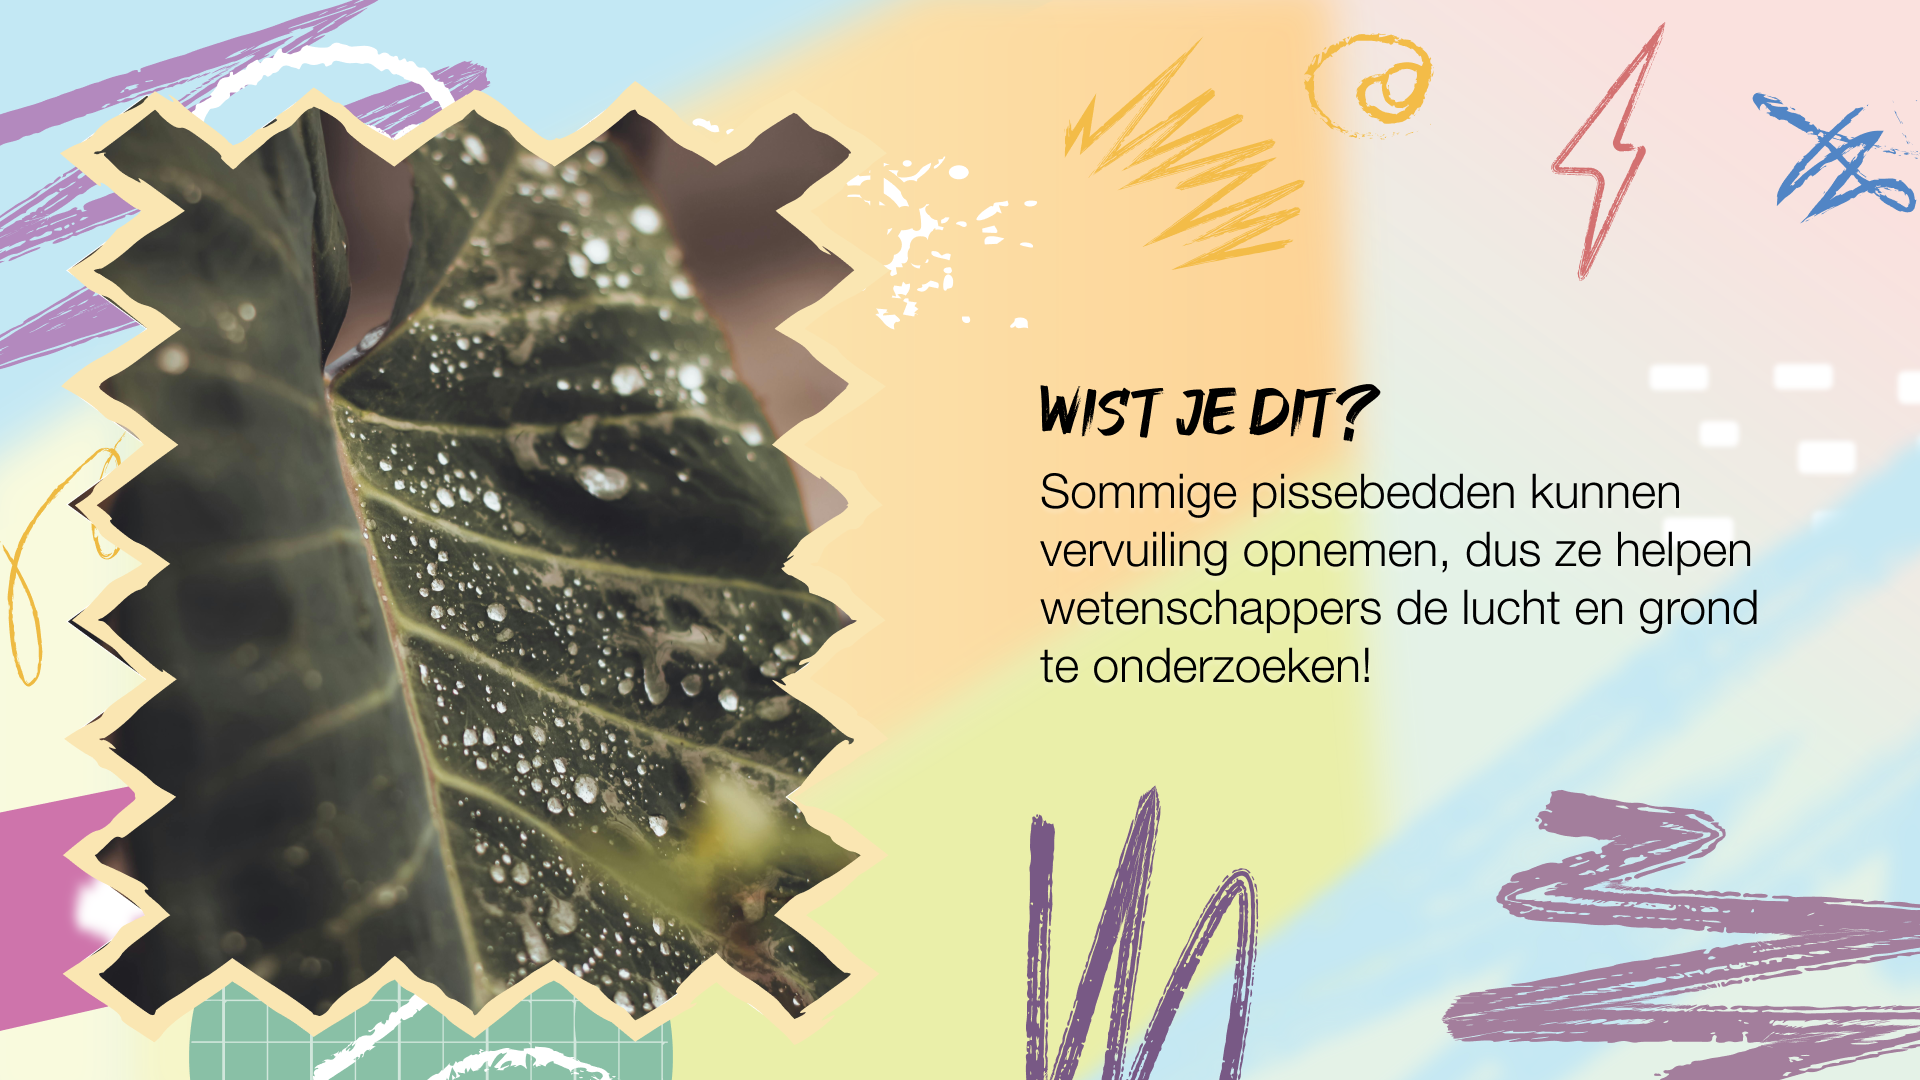 WIST JE DIT?
Sommige pissebedden kunnen
vervuiling opnemen, dus ze helpen
wetenschappers de lucht en grond
te onderzoeken!